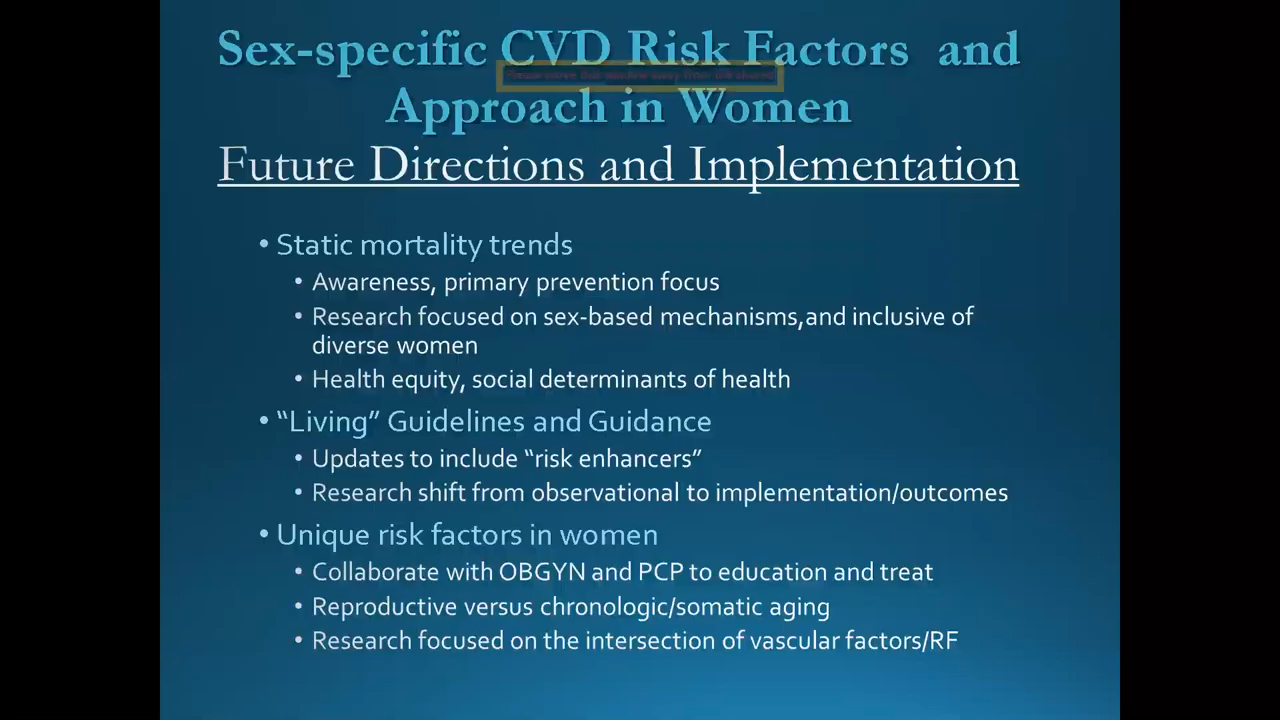 Sex-specific CVD Risk Factors and
Approach in Women
Future Directions and Implementation
• Static mortality trends
• Awareness, primary prevention focus
• Research focused on sex-based mechanisms,and inclusive of
diverse women
• Health equity, social determinants of health
• “Living” Guidelines and Guidance
• Updates to include “risk enhancers”
• Research shift from observational to implementation/outcomes
• Unique risk factors in women
• Collaborate with OBGYN and PCP to education and treat
• Reproductive versus chronologic/somatic aging
• Research focused on the intersection of vascular factors/RF